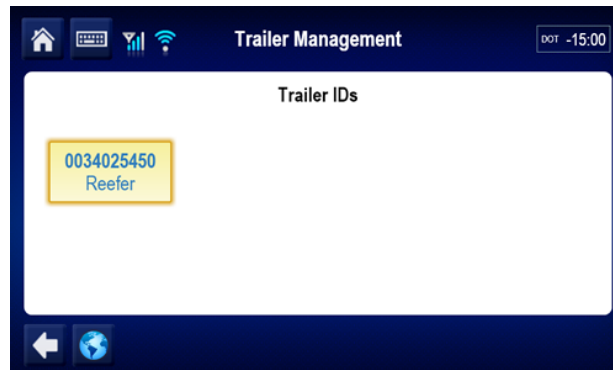 Trailer Management
DOT -15:00
Trailer IDs
0034025450
Reefer